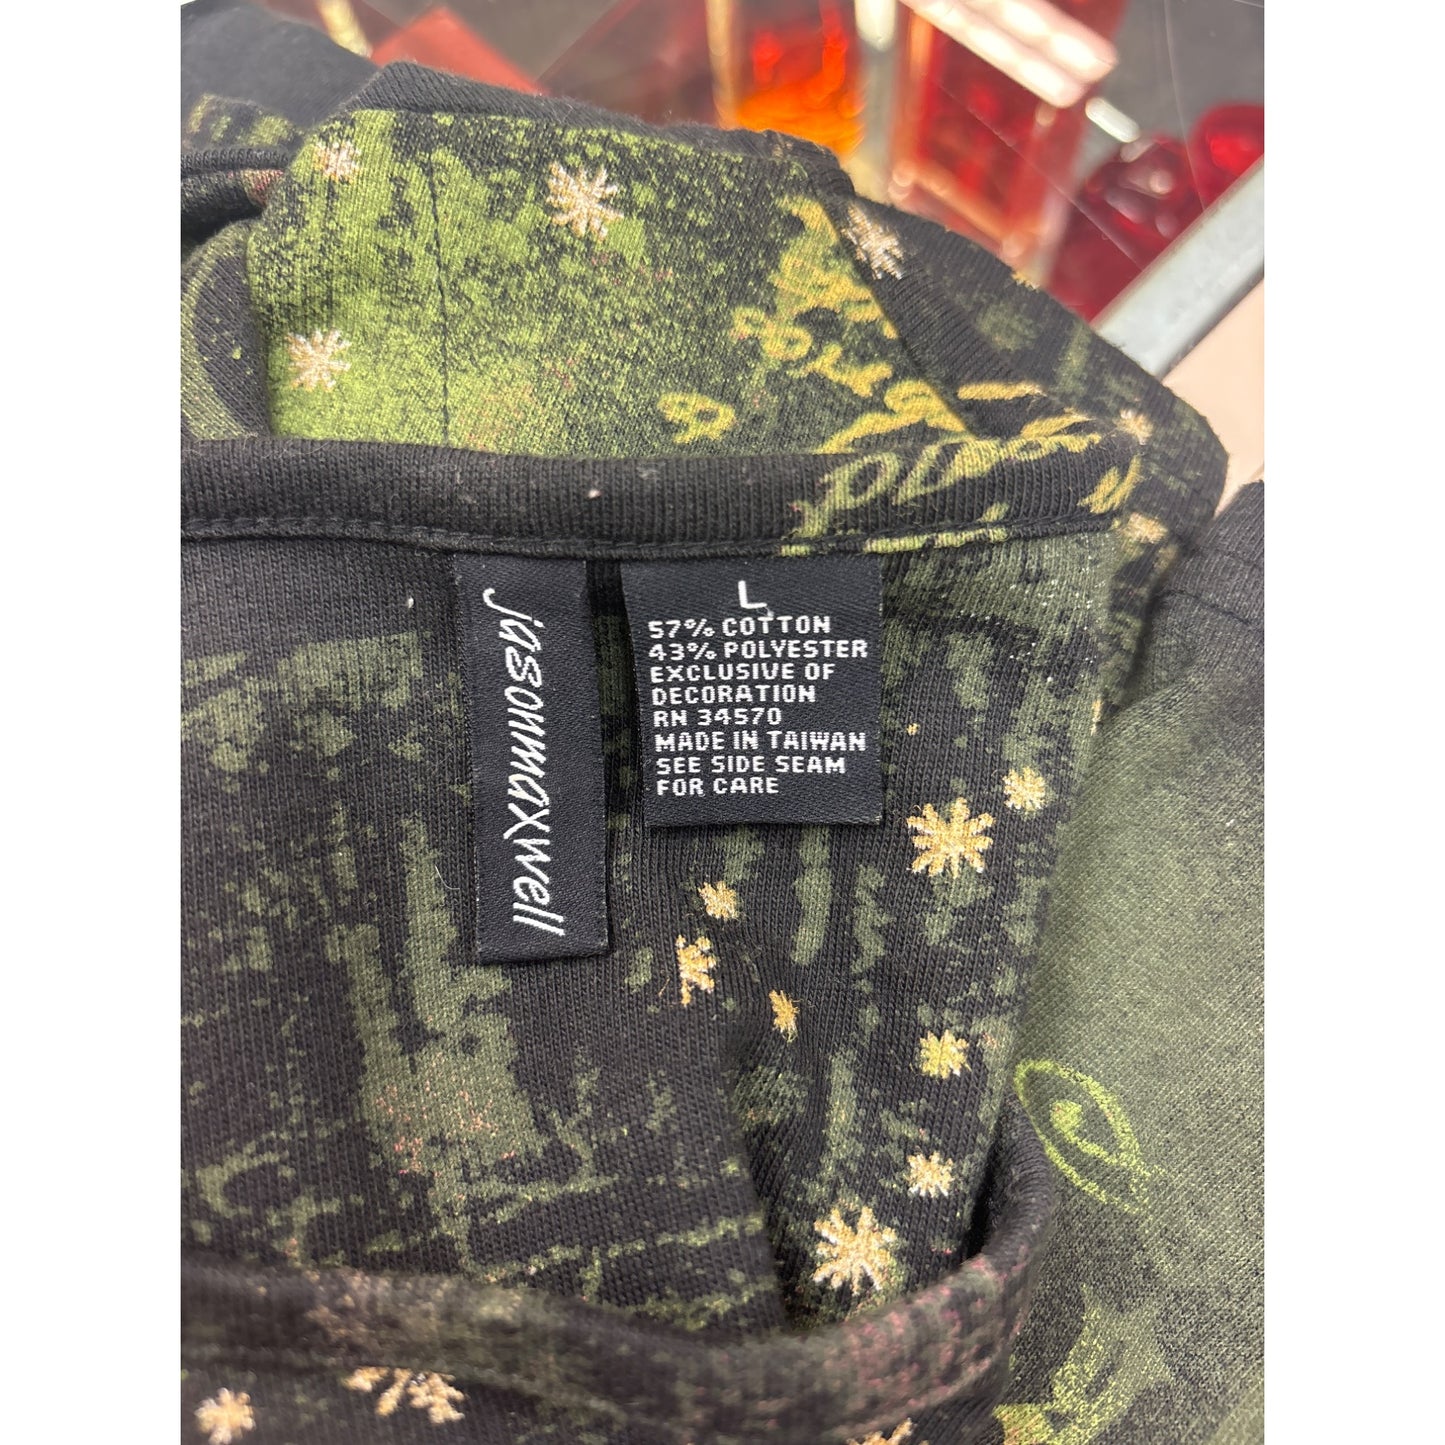 jasonmaxwell
L
57% COTTON
43% POLYESTER
EXCLUSIVE OF
DECORATION
RN 34570
MADE IN TAIWAN
SEE SIDE SEAM
FOR CARE